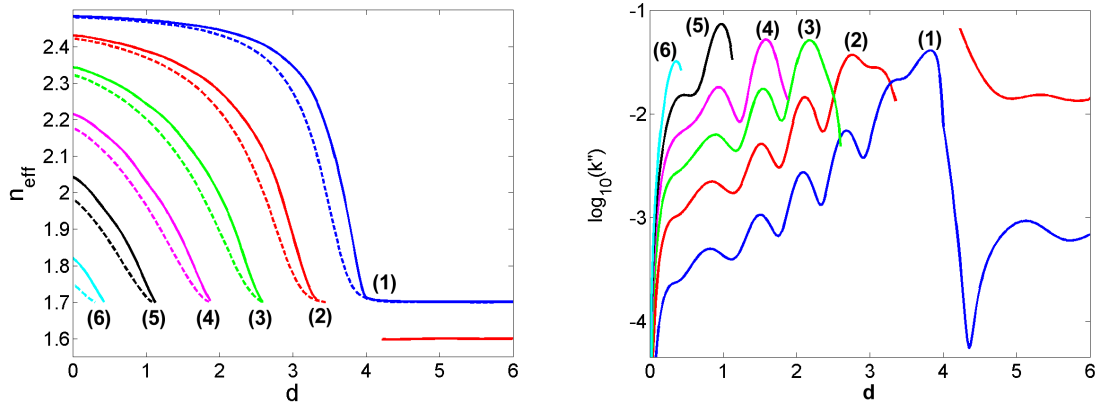 2.4
2.3
2.2
2.1
2
1.9
1.8
1.7
1.6
n_eff
0 1 2 3 4 5 6
d
(1)
(6) (5) (4) (3) (2)
-1
-2
-3
-4
log_10(k")
0 1 2 3 4 5 6
d
(6) (5) (4) (3) (2) (1)